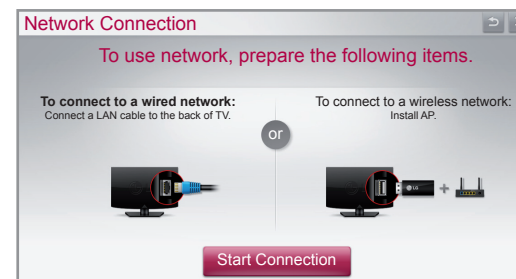 Network Connection
To use network, prepare the following items.
To connect to a wired network:
Connect a LAN cable to the back of TV.
or
To connect to a wireless network:
Install AP.
LG
+
Start Connection